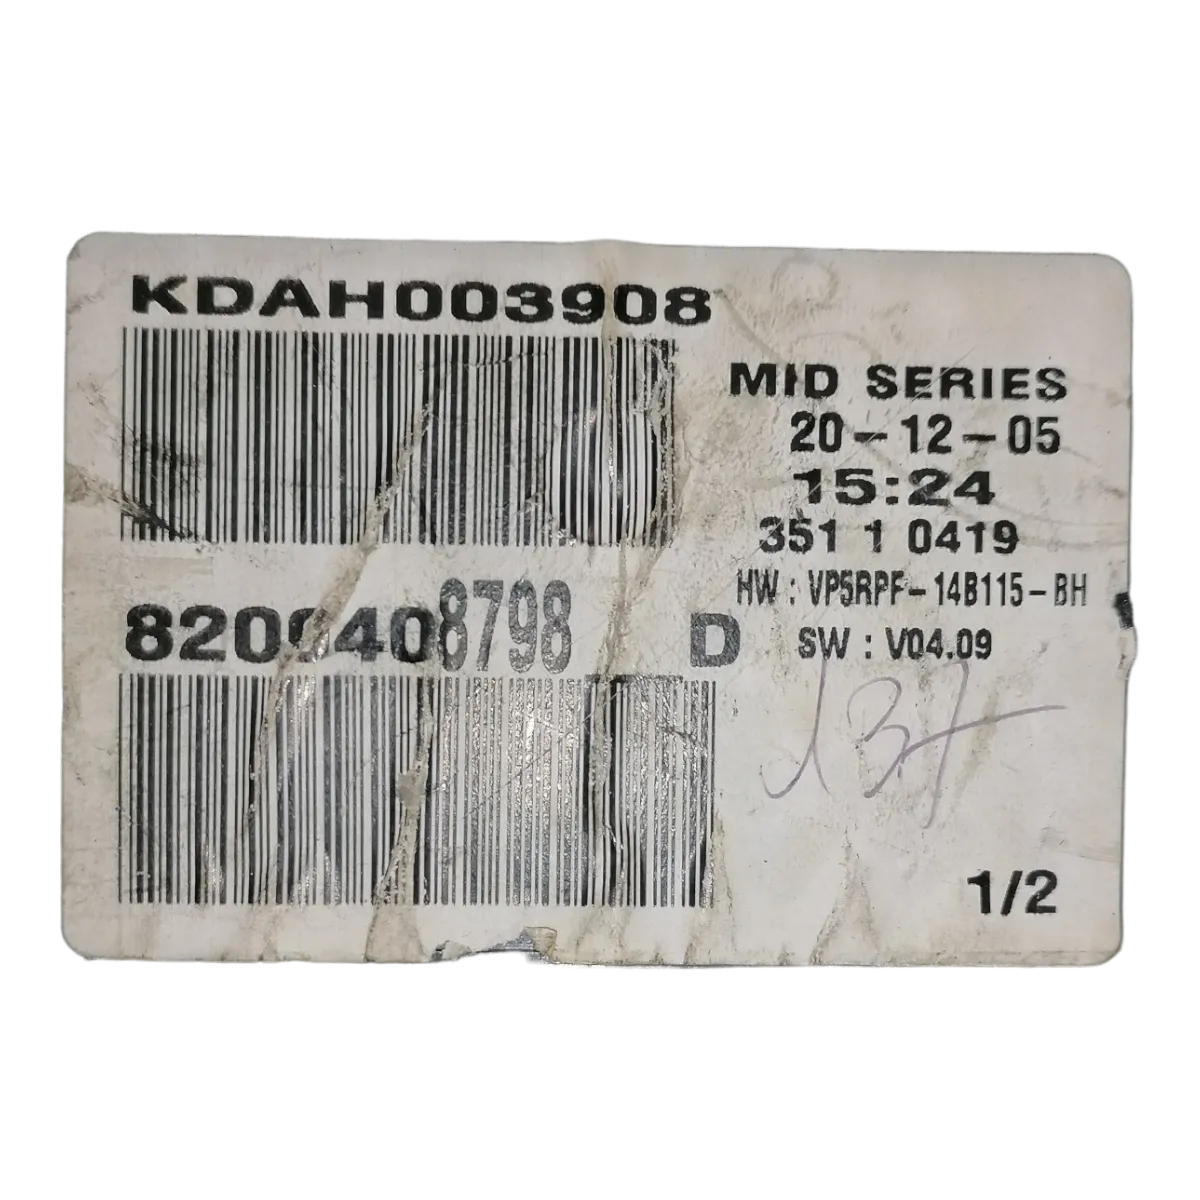 KDAH003908
MID SERIES
20-12-05
15:24
351 1 0419
HW : VP5RPF-14B115-BH
8200408798 D
SW : V04.09
1/2